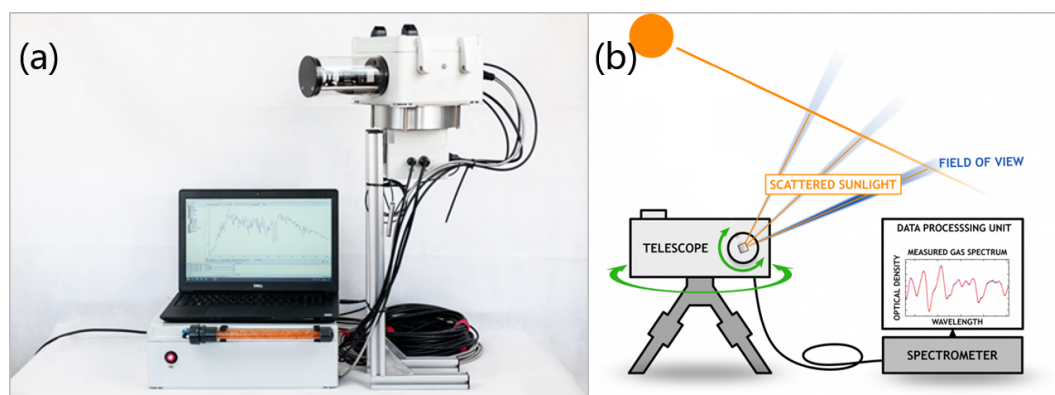 (a)
DELL
(b)
FIELD OF VIEW
SCATTERED SUNLIGHT
TELESCOPE
DATA PROCESSSING UNIT
MEASURED GAS SPECTRUM
OPTICAL DENSITY
WAVELENGTH
SPECTROMETER